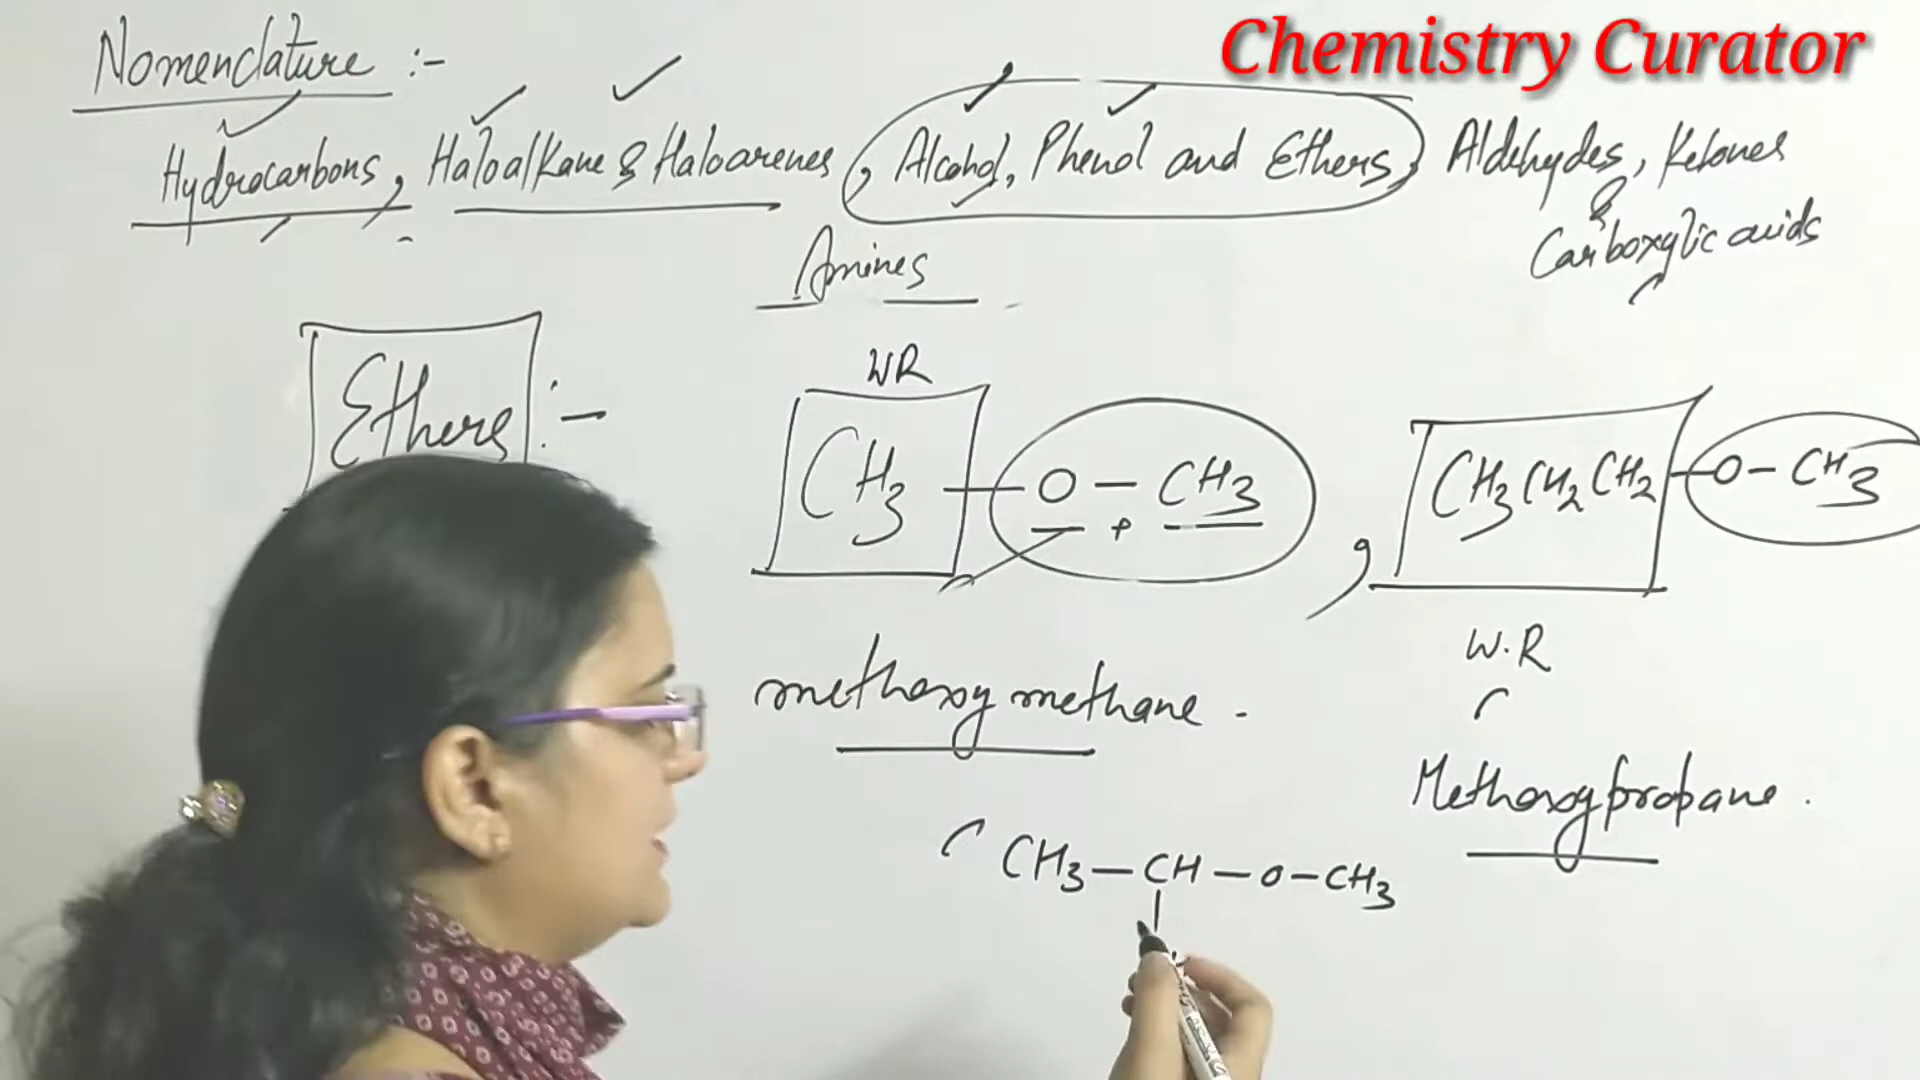 Chemistry Curator
Nomenclature :-
Hydrocarbons, Haloalkane & Haloarenes, Alcohol, Phenol and Ethers, Aldehydes, Ketones
& Carboxylic acids
Amines
Ethers :-
WR
CH3 - O - CH3 , CH3CH2CH2 - O - CH3
+
W.R
methoxy methane.
Methoxypropane.
CH3 - CH - O - CH3